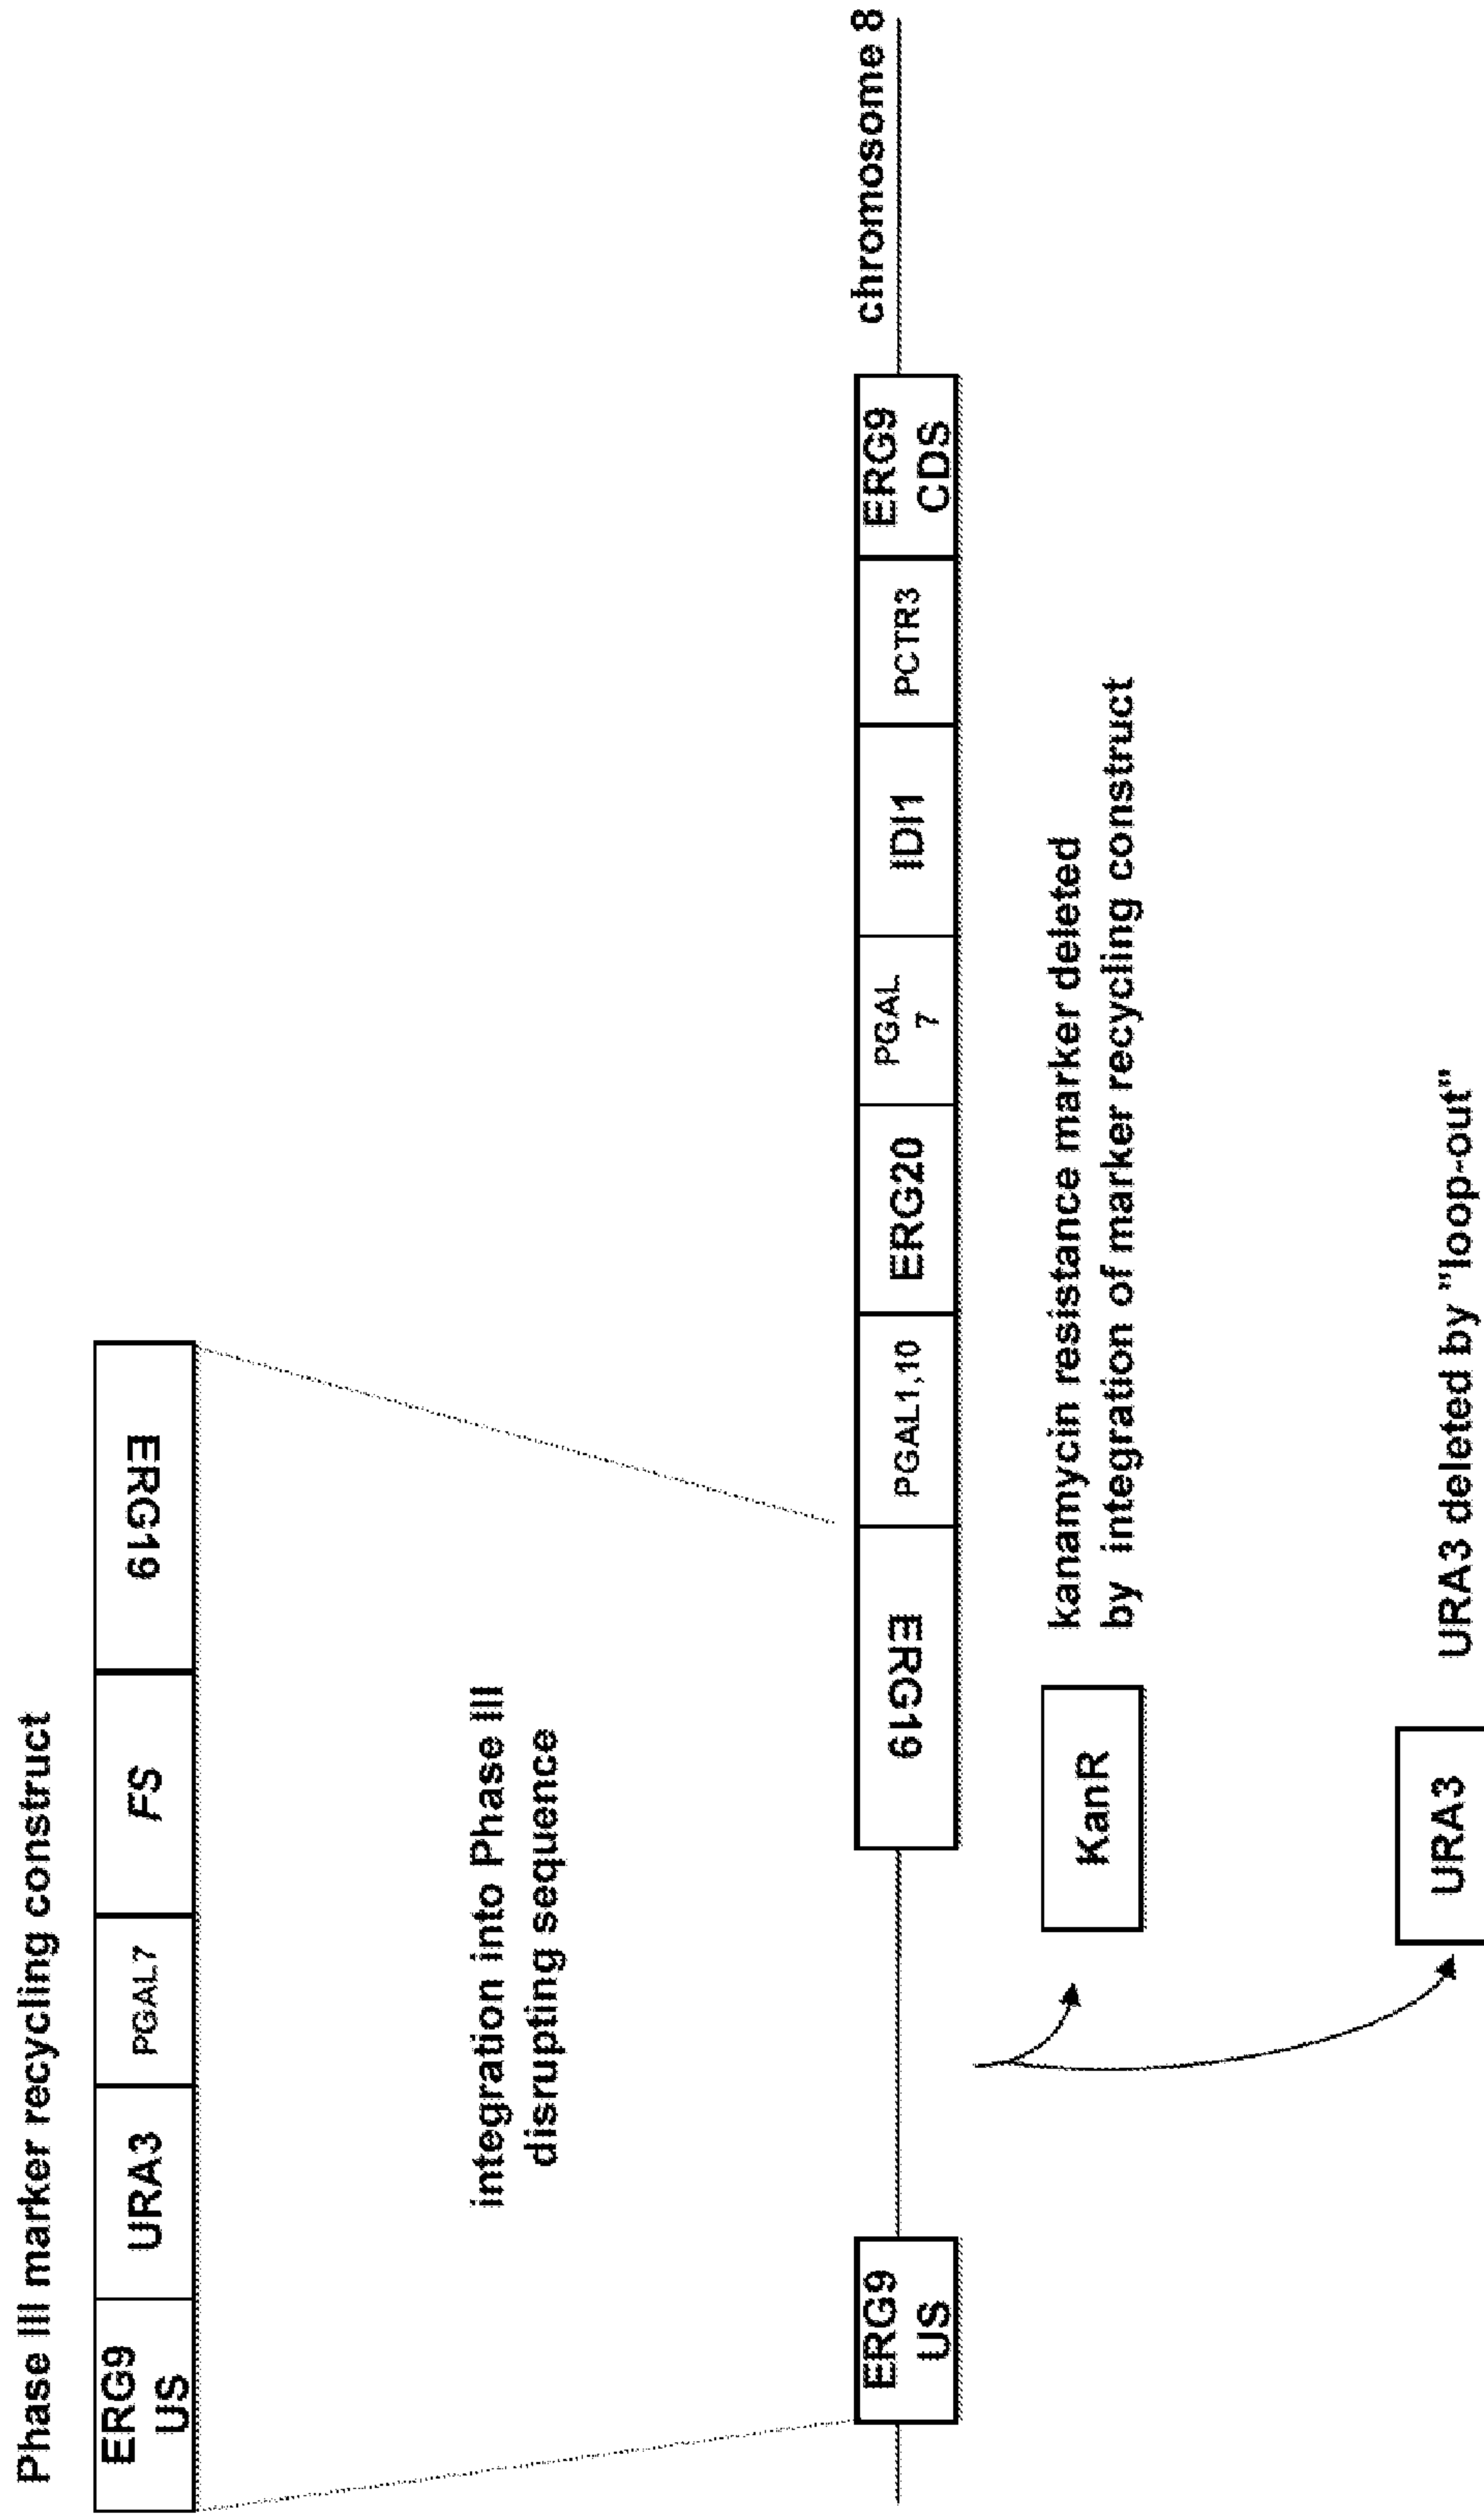 Phase III marker recycling construct
ERG9
US
URA3
PGAL7
FS
ERG19
integration into Phase III
disrupting sequence
chromosome 8
ERG9
US
ERG19
PGAL1,10
ERG20
PGAL
7
IDI1
PCTR3
ERG9
CDS
KanR
kanamycin resistance marker deleted
by integration of marker recycling construct
URA3
URA3 deleted by "loop-out"